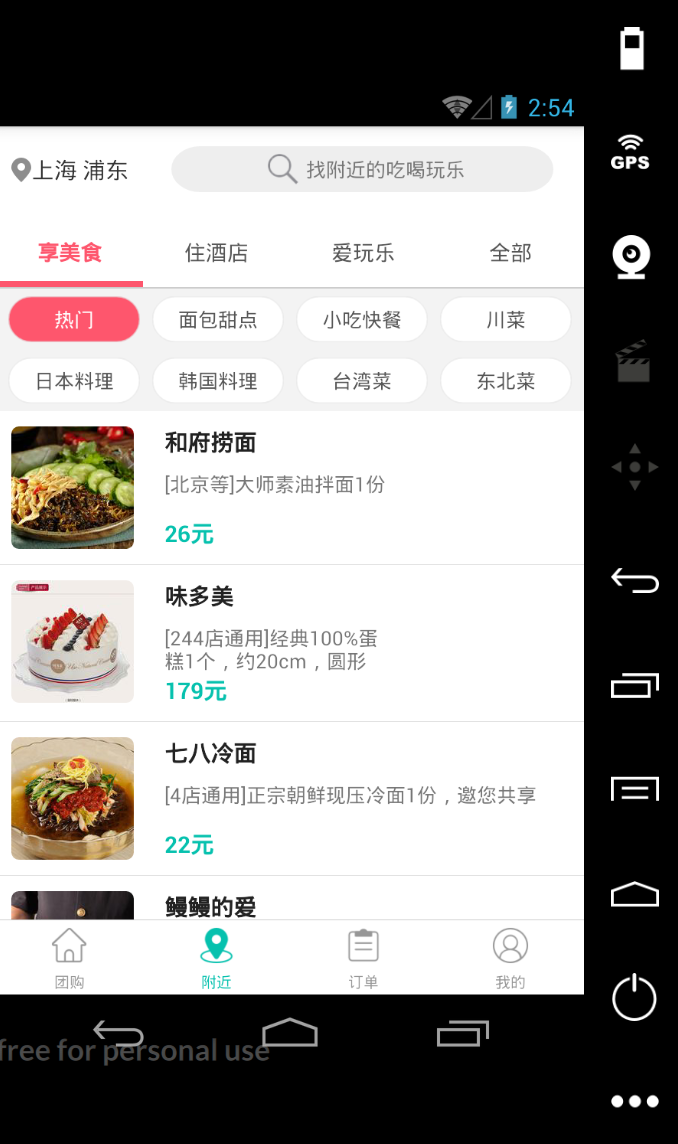 2:54
GPS
上海 浦东
找附近的吃喝玩乐
享美食 住酒店 爱玩乐 全部
热门 面包甜点 小吃快餐 川菜
日本料理 韩国料理 台湾菜 东北菜
和府捞面
[北京等]大师素油拌面1份
26元
味多美
[244店通用]经典100%蛋
糕1个，约20cm，圆形
179元
七八冷面
[4店通用]正宗朝鲜现压冷面1份，邀您共享
22元
鳗鳗的爱
团购 附近 订单 我的
free for personal use